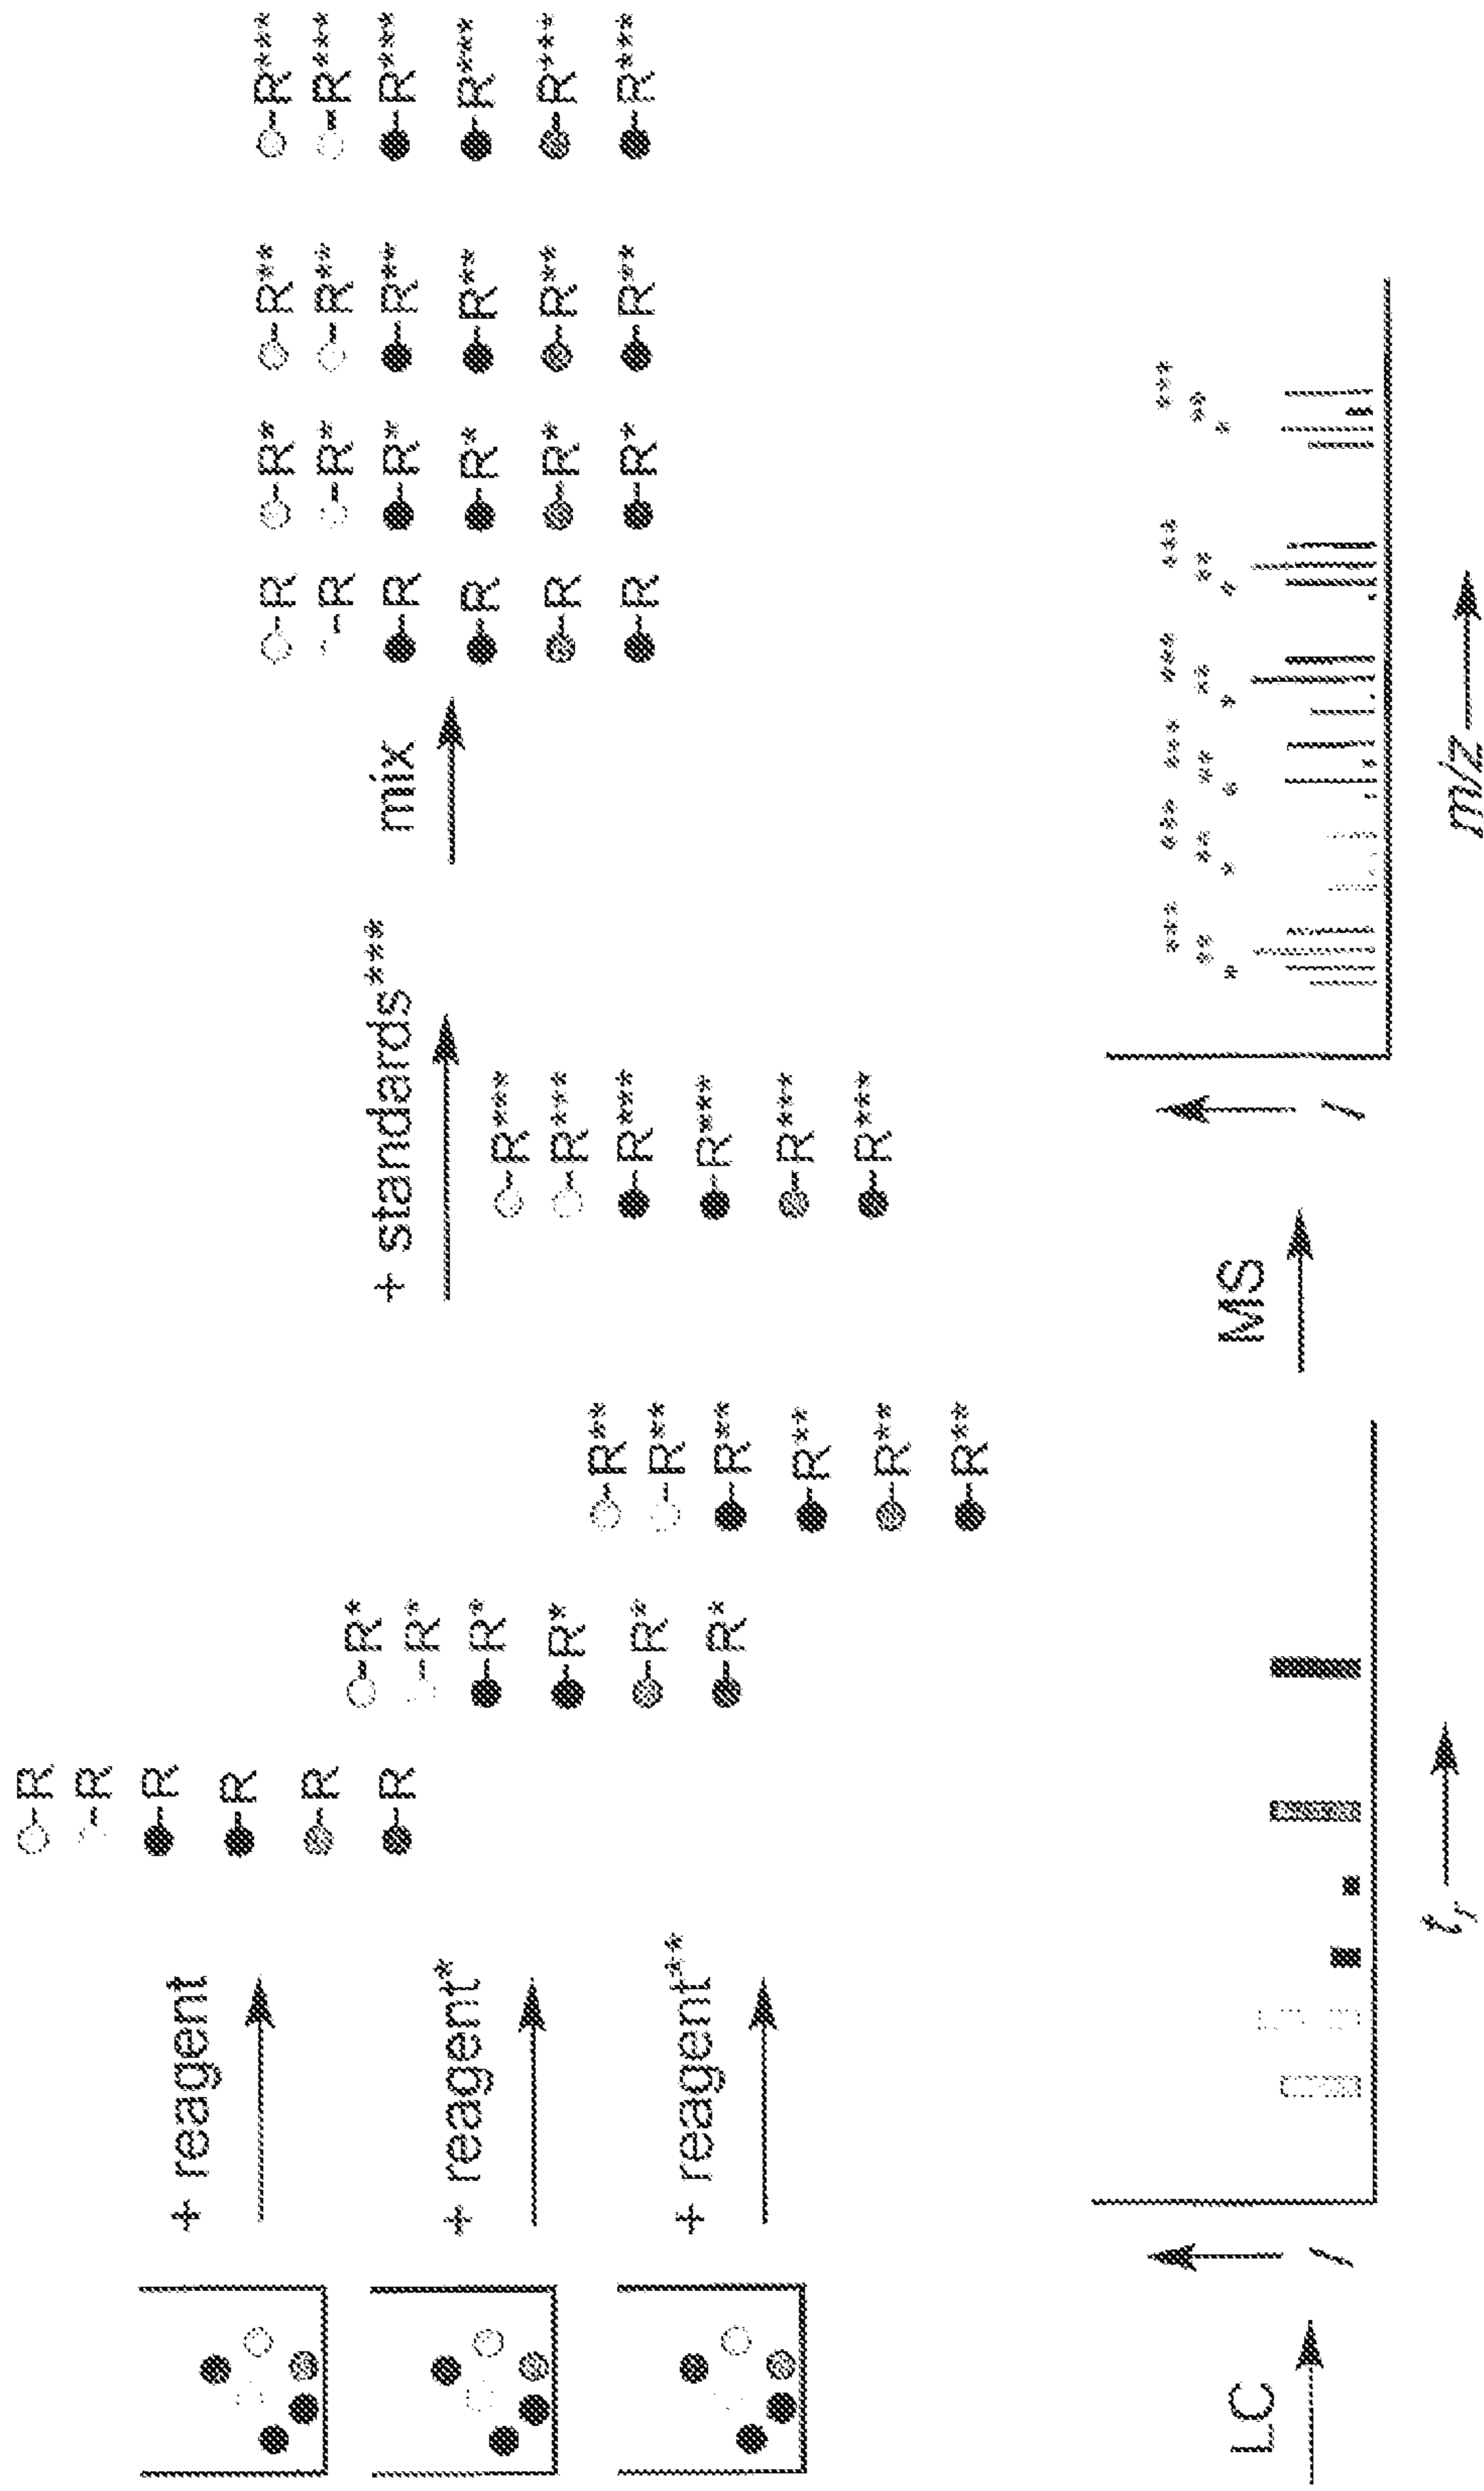 + reagent
R
R
R
R
R
R
+ reagent*
R*
R*
R*
R*
R*
R*
+ reagent**
R**
R**
R**
R**
R**
R**
+ standards***
R***
R***
R***
R***
R***
R***
mix
R R* R** R***
R R* R** R***
R R* R** R***
R R* R** R***
R R* R** R***
R R* R** R***
LC
I
tr
MS
I
*** *** *** *** *** ***
** ** ** ** ** **
* * * * * *
m/z